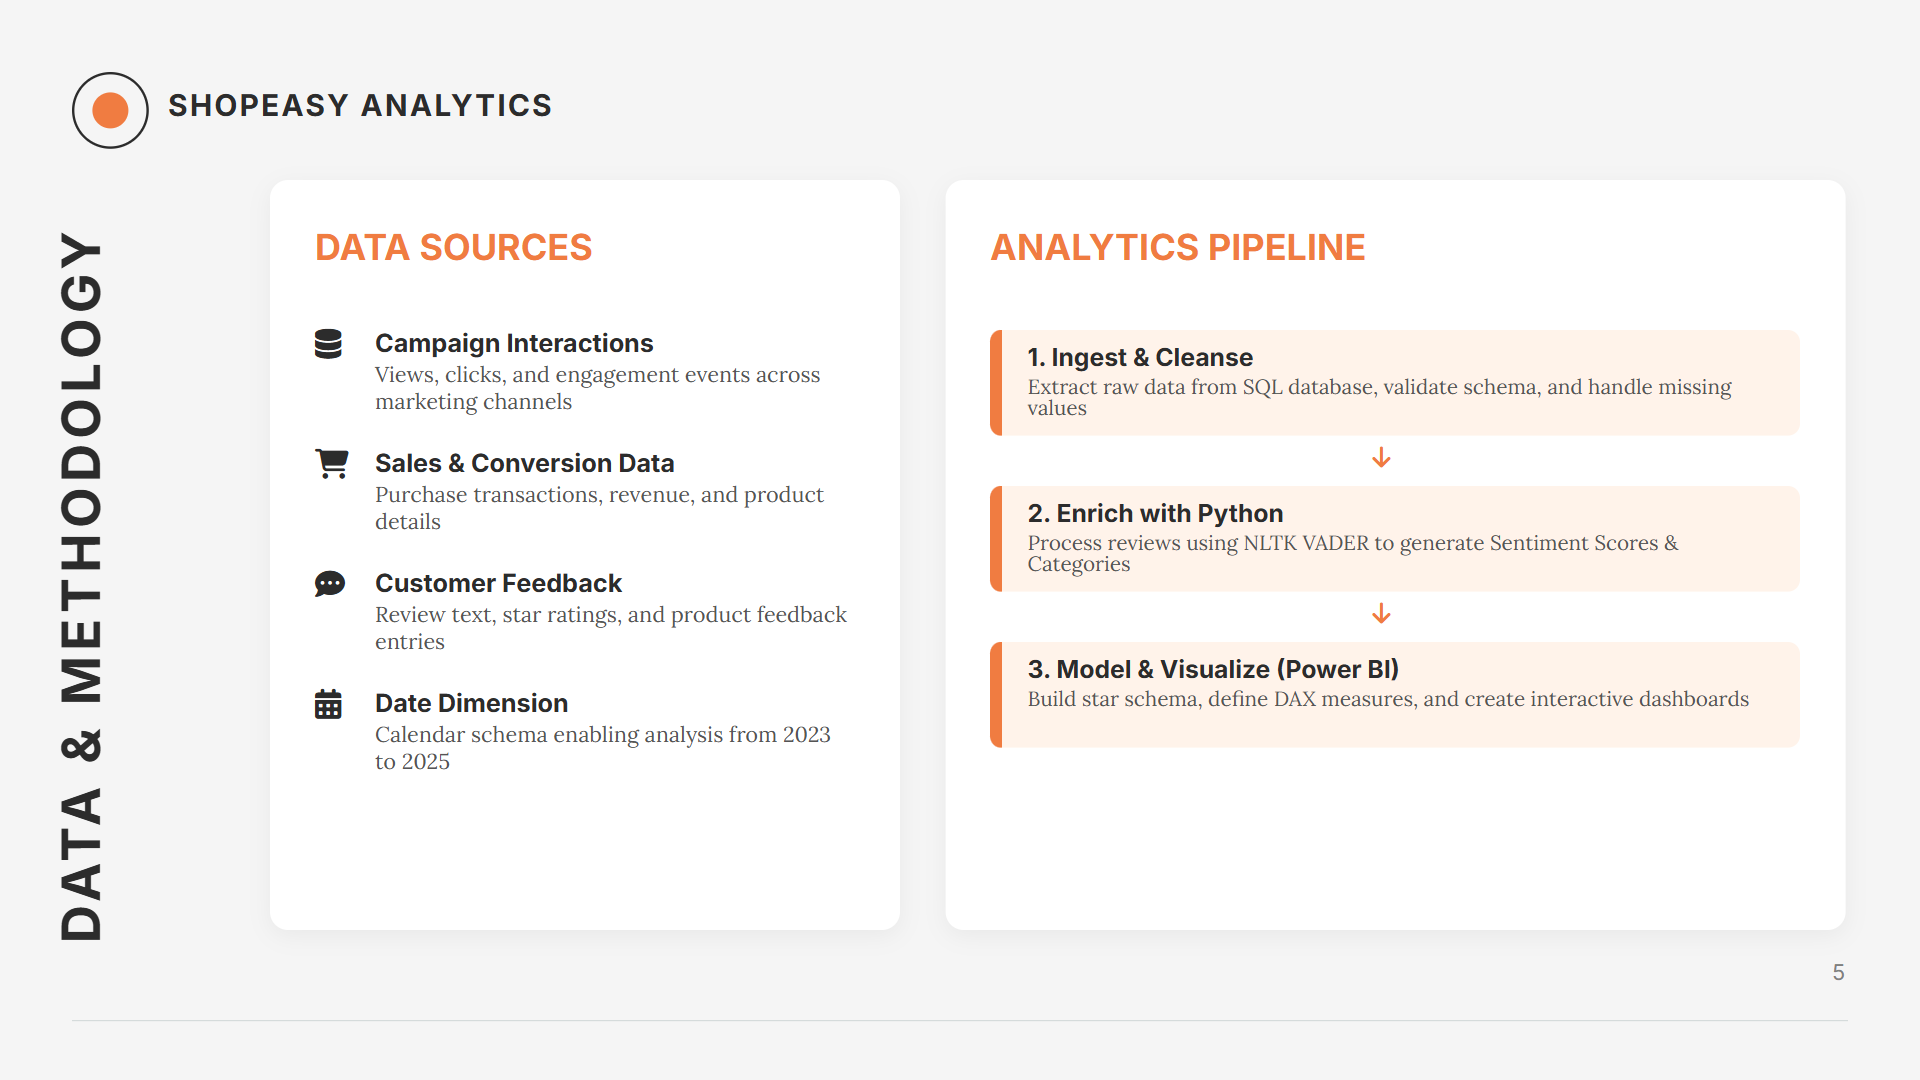 SHOPEASY ANALYTICS
DATA & METHODOLOGY
DATA SOURCES
Campaign Interactions
Views, clicks, and engagement events across
marketing channels
Sales & Conversion Data
Purchase transactions, revenue, and product
details
Customer Feedback
Review text, star ratings, and product feedback
entries
Date Dimension
Calendar schema enabling analysis from 2023
to 2025
ANALYTICS PIPELINE
1. Ingest & Cleanse
Extract raw data from SQL database, validate schema, and handle missing
values
2. Enrich with Python
Process reviews using NLTK VADER to generate Sentiment Scores &
Categories
3. Model & Visualize (Power BI)
Build star schema, define DAX measures, and create interactive dashboards
5